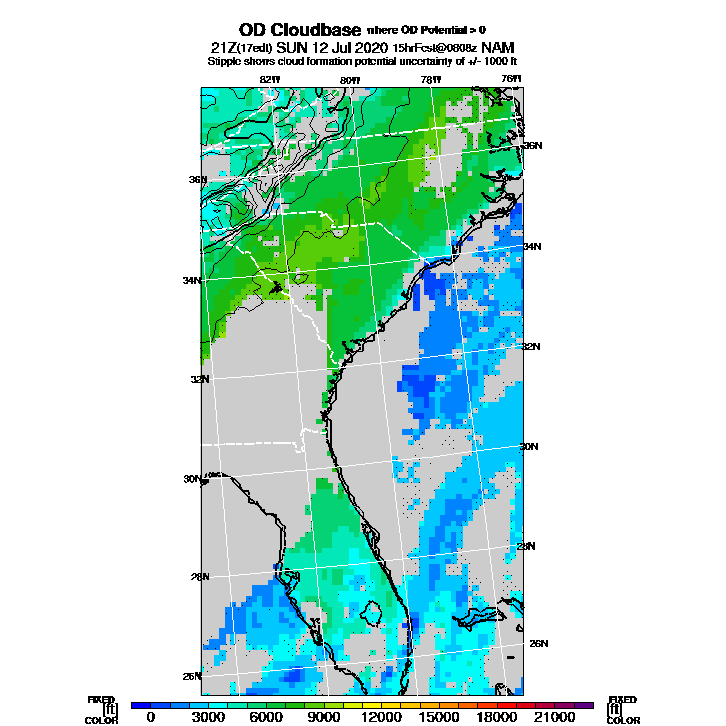 OD Cloudbase where OD Potential > 0
21Z(17edt) SUN 12 Jul 2020 15hrFcst@0808z NAM
Stipple shows cloud formation potential uncertainty of +/- 1000 ft
82W 80W 78W 76W
36N
36N
34N
34N
32N
32N
30N
30N
28N
28N
26N
26N
FIXED [ft] COLOR
0 3000 6000 9000 12000 15000 18000 21000
FIXED [ft] COLOR